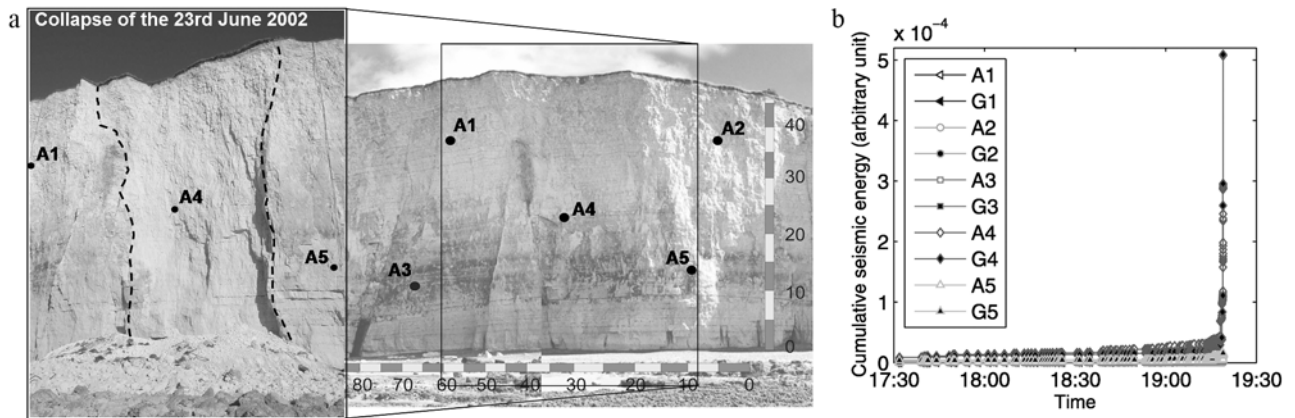 a
Collapse of the 23rd June 2002
A1
A4
A5
A1
A2
A4
A5
A3
40
30
20
10
0
80 70 60 50 40 30 20 10 0
b
x 10⁻⁴
Cumulative seismic energy (arbitrary unit)
5
4
3
2
1
0
A1
G1
A2
G2
A3
G3
A4
G4
A5
G5
17:30 18:00 18:30 19:00 19:30
Time